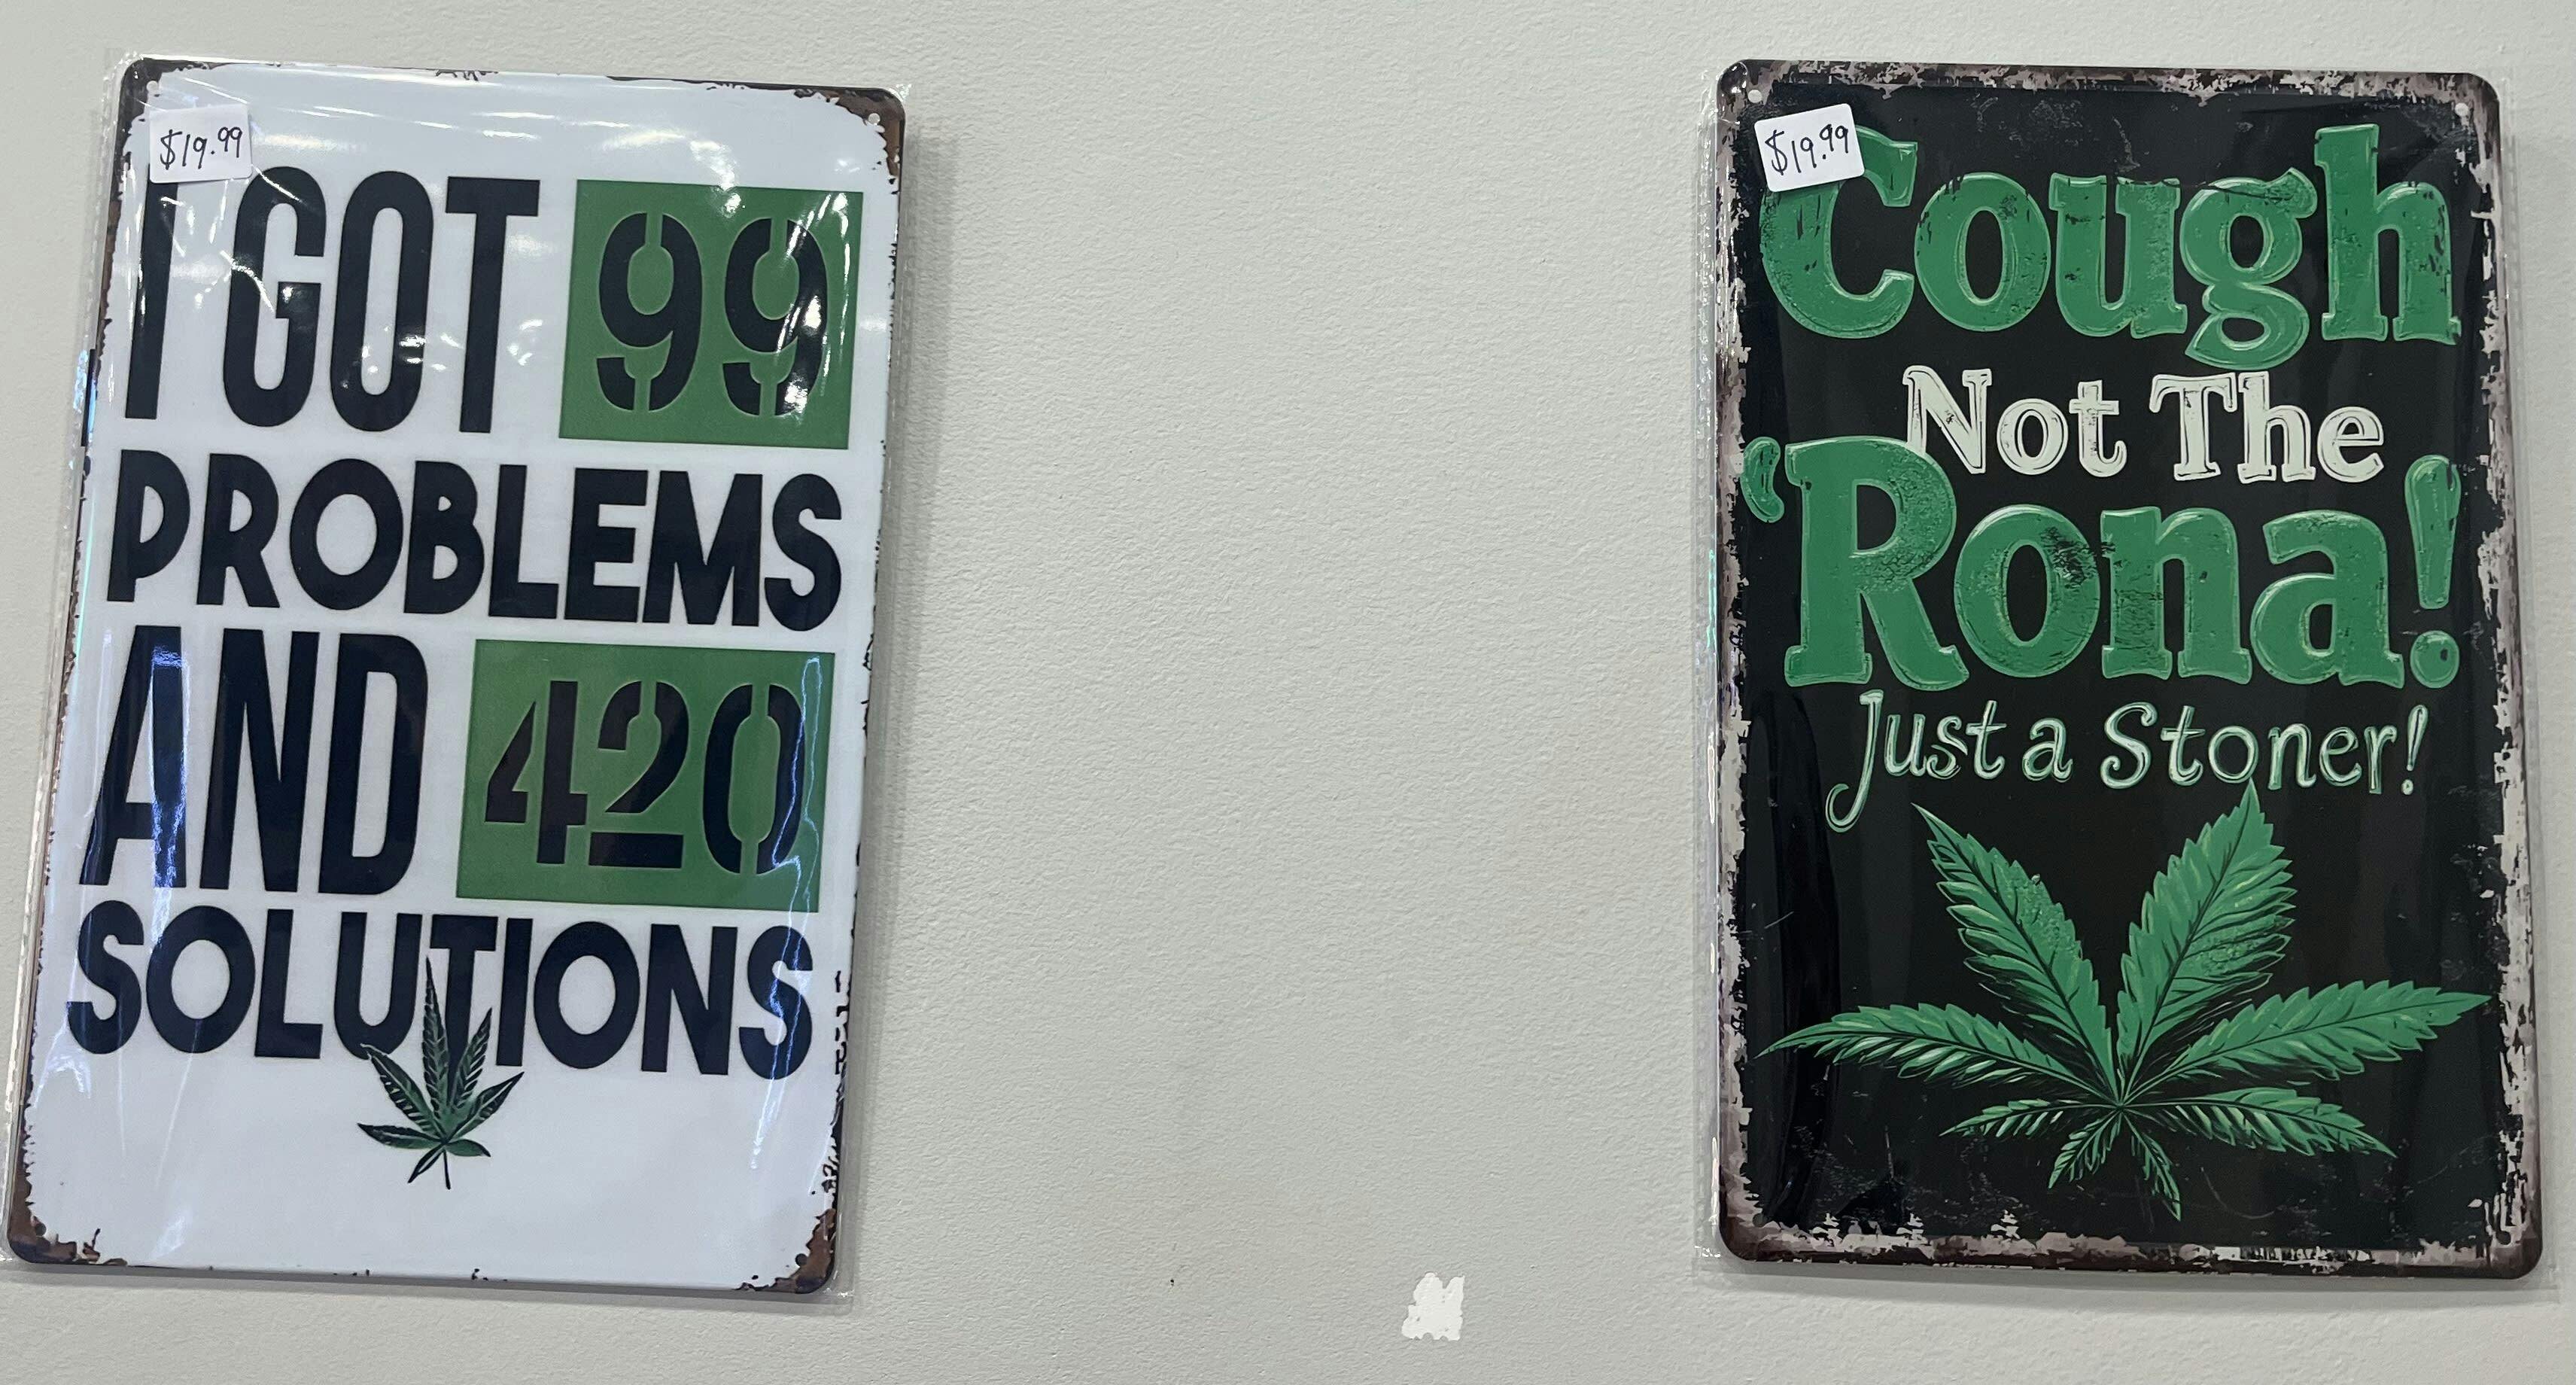 $19.99
I GOT 99
PROBLEMS
AND 420
SOLUTIONS
$19.99
Cough
Not The
'Rona!
Just a Stoner!